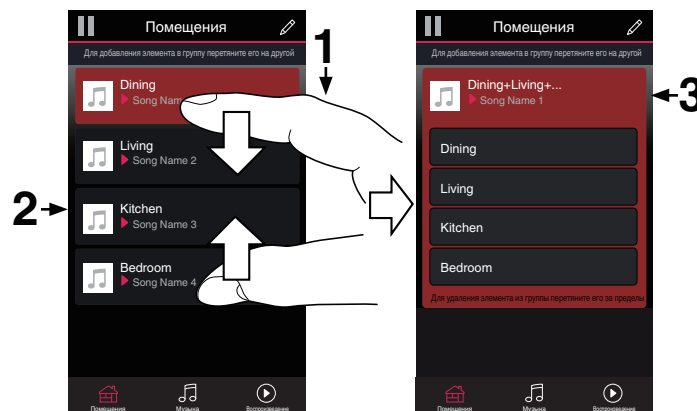 Помещения
Для добавления элемента в группу перетяните его на другой
1
Dining
Song Na
Living
Song Name 2
2
Kitchen
Song Name 3
Bedroom
Song Name 4
Помещения
Музыка
Воспроизведение
Помещения
Для добавления элемента в группу перетяните его на другой
Dining+Living+...
Song Name 1
3
Dining
Living
Kitchen
Bedroom
Для удаления элемента из группы перетяните его за пределы
Помещения
Музыка
Воспроизведение